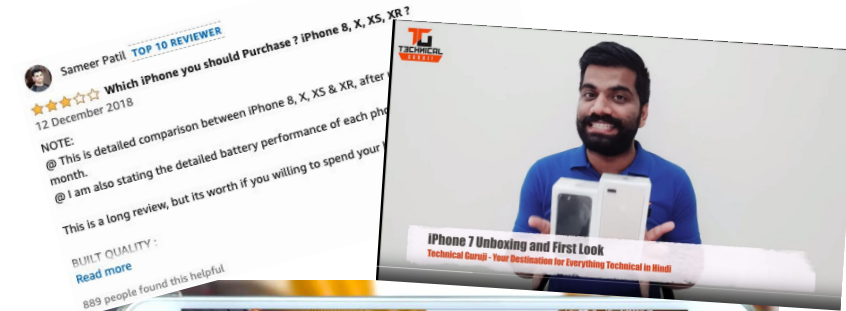 Sameer Patil TOP 10 REVIEWER
Which iPhone you should Purchase ? iPhone 8, X, XS, XR ?
12 December 2018
NOTE:
@ This is detailed comparison between iPhone 8, X, XS & XR, after
month.
@ I am also stating the detailed battery performance of each
This is a long review, but its worth if you willing to spend your
BUILT QUALITY :
Read more
889 people found this helpful
TG
TECHNICAL
GURUJI
iPhone 7 Unboxing and First Look
Technical Guruji - Your Destination for Everything Technical in Hindi